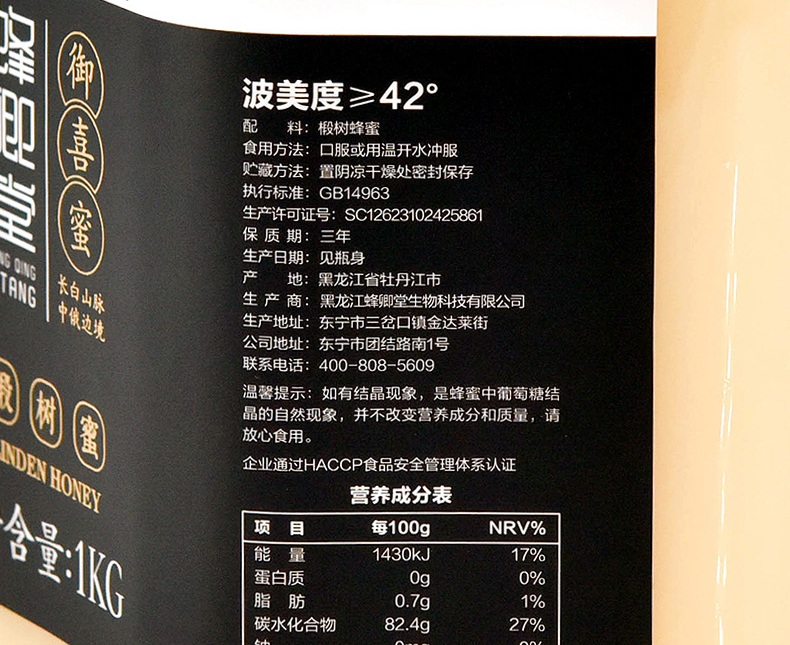 蜂卿堂
NG QING
TANG
御喜蜜
长白山脉
中俄边境
椴树蜜
LINDEN HONEY
含量:1KG
波美度≥42°
配 料：椴树蜂蜜
食用方法：口服或用温开水冲服
贮藏方法：置阴凉干燥处密封保存
执行标准：GB14963
生产许可证号：SC12623102425861
保 质 期：三年
生产日期：见瓶身
产 地：黑龙江省牡丹江市
生 产 商：黑龙江蜂卿堂生物科技有限公司
生产地址：东宁市三岔口镇金达莱街
公司地址：东宁市团结路南1号
联系电话：400-808-5609
温馨提示：如有结晶现象，是蜂蜜中葡萄糖结
晶的自然现象，并不改变营养成分和质量，请
放心食用。
企业通过HACCP食品安全管理体系认证
营养成分表
项 目 每100g NRV%
能 量 1430kJ 17%
蛋白质 0g 0%
脂 肪 0.7g 1%
碳水化合物 82.4g 27%
钠 0mg 0%